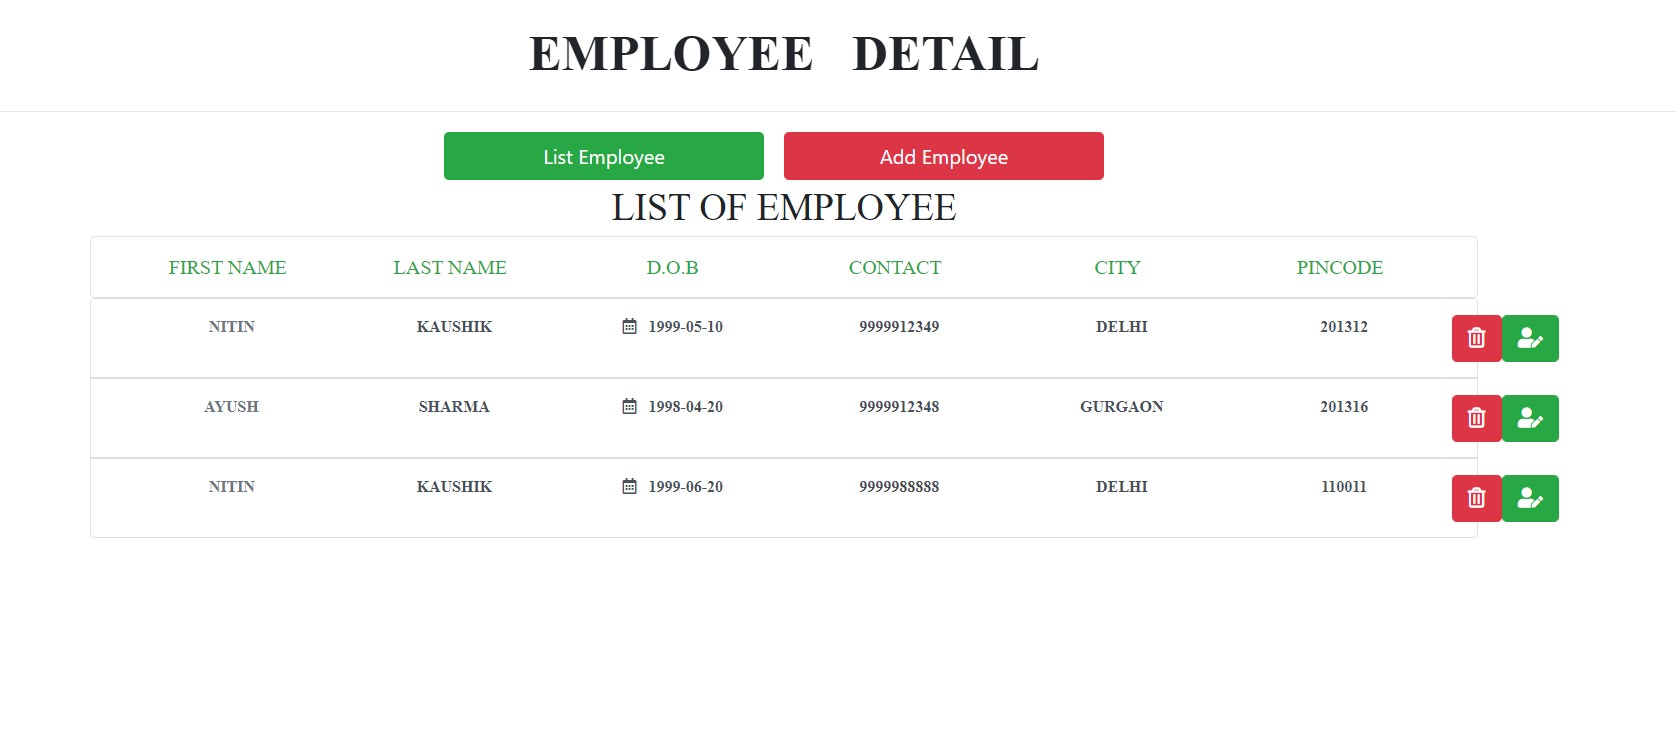 EMPLOYEE DETAIL
List Employee Add Employee
LIST OF EMPLOYEE
FIRST NAME LAST NAME D.O.B CONTACT CITY PINCODE
NITIN KAUSHIK 1999-05-10 9999912349 DELHI 201312
AYUSH SHARMA 1998-04-20 9999912348 GURGAON 201316
NITIN KAUSHIK 1999-06-20 9999988888 DELHI 110011